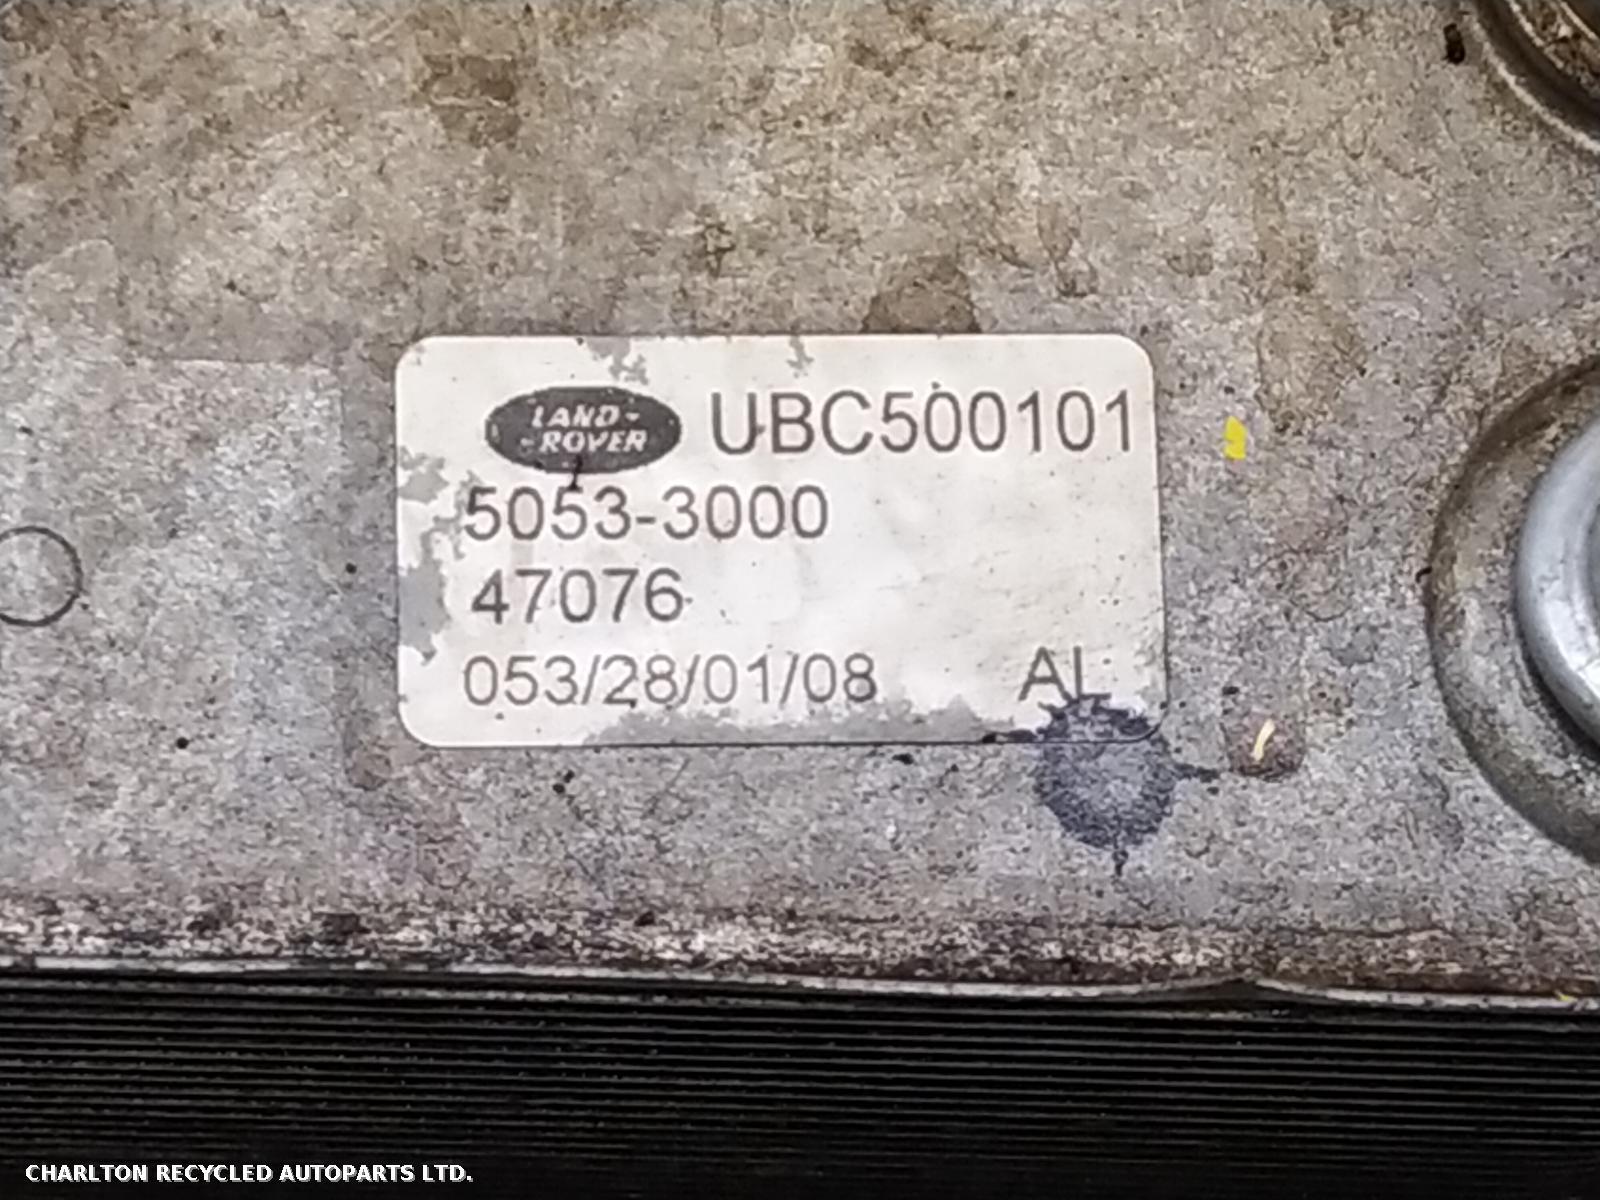 LAND-
-ROVER
UBC500101
5053-3000
47076
053/28/01/08 AL
CHARLTON RECYCLED AUTOPARTS LTD.